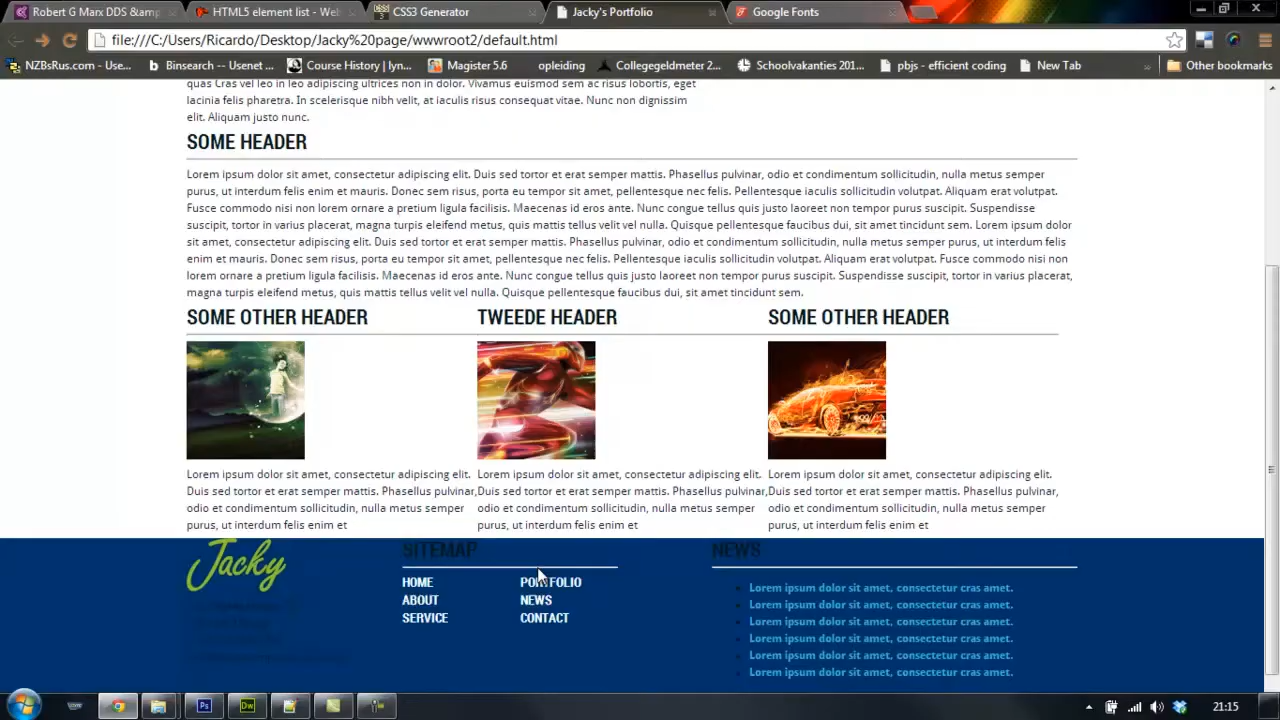 Robert G Marx DDS &amp
HTML5 element list - Wel
CSS3 Generator
Jacky's Portfolio
Google Fonts
file:///C:/Users/Ricardo/Desktop/Jacky%20page/wwwroot2/default.html
NZBsRus.com - Use...
Binsearch -- Usenet ...
Course History | lyn...
Magister 5.6
opleiding
Collegegeldmeter 2...
Schoolvakanties 201...
pbjs - efficient coding
New Tab
»
Other bookmarks
quas Cras vel leo in leo adipiscing ultrices non in dolor. Vivamus euismod sem ac risus lobortis, eget
lacinia felis pharetra. In scelerisque nibh velit, at iaculis risus consequat vitae. Nunc non dignissim
elit. Aliquam justo nunc.
SOME HEADER
Lorem ipsum dolor sit amet, consectetur adipiscing elit. Duis sed tortor et erat semper mattis. Phasellus pulvinar, odio et condimentum sollicitudin, nulla metus semper
purus, ut interdum felis enim et mauris. Donec sem risus, porta eu tempor sit amet, pellentesque nec felis. Pellentesque iaculis sollicitudin volutpat. Aliquam erat volutpat.
Fusce commodo nisi non lorem ornare a pretium ligula facilisis. Maecenas id eros ante. Nunc congue tellus quis justo laoreet non tempor purus suscipit. Suspendisse
suscipit, tortor in varius placerat, magna turpis eleifend metus, quis mattis tellus velit vel nulla. Quisque pellentesque faucibus dui, sit amet tincidunt sem. Lorem ipsum dolor
sit amet, consectetur adipiscing elit. Duis sed tortor et erat semper mattis. Phasellus pulvinar, odio et condimentum sollicitudin, nulla metus semper purus, ut interdum felis
enim et mauris. Donec sem risus, porta eu tempor sit amet, pellentesque nec felis. Pellentesque iaculis sollicitudin volutpat. Aliquam erat volutpat. Fusce commodo nisi non
lorem ornare a pretium ligula facilisis. Maecenas id eros ante. Nunc congue tellus quis justo laoreet non tempor purus suscipit. Suspendisse suscipit, tortor in varius placerat,
magna turpis eleifend metus, quis mattis tellus velit vel nulla. Quisque pellentesque faucibus dui, sit amet tincidunt sem.
SOME OTHER HEADER
TWEEDE HEADER
SOME OTHER HEADER
Lorem ipsum dolor sit amet, consectetur adipiscing elit.
Duis sed tortor et erat semper mattis. Phasellus pulvinar,
odio et condimentum sollicitudin, nulla metus semper
purus, ut interdum felis enim et
Lorem ipsum dolor sit amet, consectetur adipiscing elit.
Duis sed tortor et erat semper mattis. Phasellus pulvinar,
odio et condimentum sollicitudin, nulla metus semper
purus, ut interdum felis enim et
Lorem ipsum dolor sit amet, consectetur adipiscing elit.
Duis sed tortor et erat semper mattis. Phasellus pulvinar,
odio et condimentum sollicitudin, nulla metus semper
purus, ut interdum felis enim et
Jacky
SITEMAP
HOME
ABOUT
SERVICE
PORTFOLIO
NEWS
CONTACT
NEWS
Lorem ipsum dolor sit amet, consectetur cras amet.
Lorem ipsum dolor sit amet, consectetur cras amet.
Lorem ipsum dolor sit amet, consectetur cras amet.
Lorem ipsum dolor sit amet, consectetur cras amet.
Lorem ipsum dolor sit amet, consectetur cras amet.
Lorem ipsum dolor sit amet, consectetur cras amet.
Ps
Dw
21:15